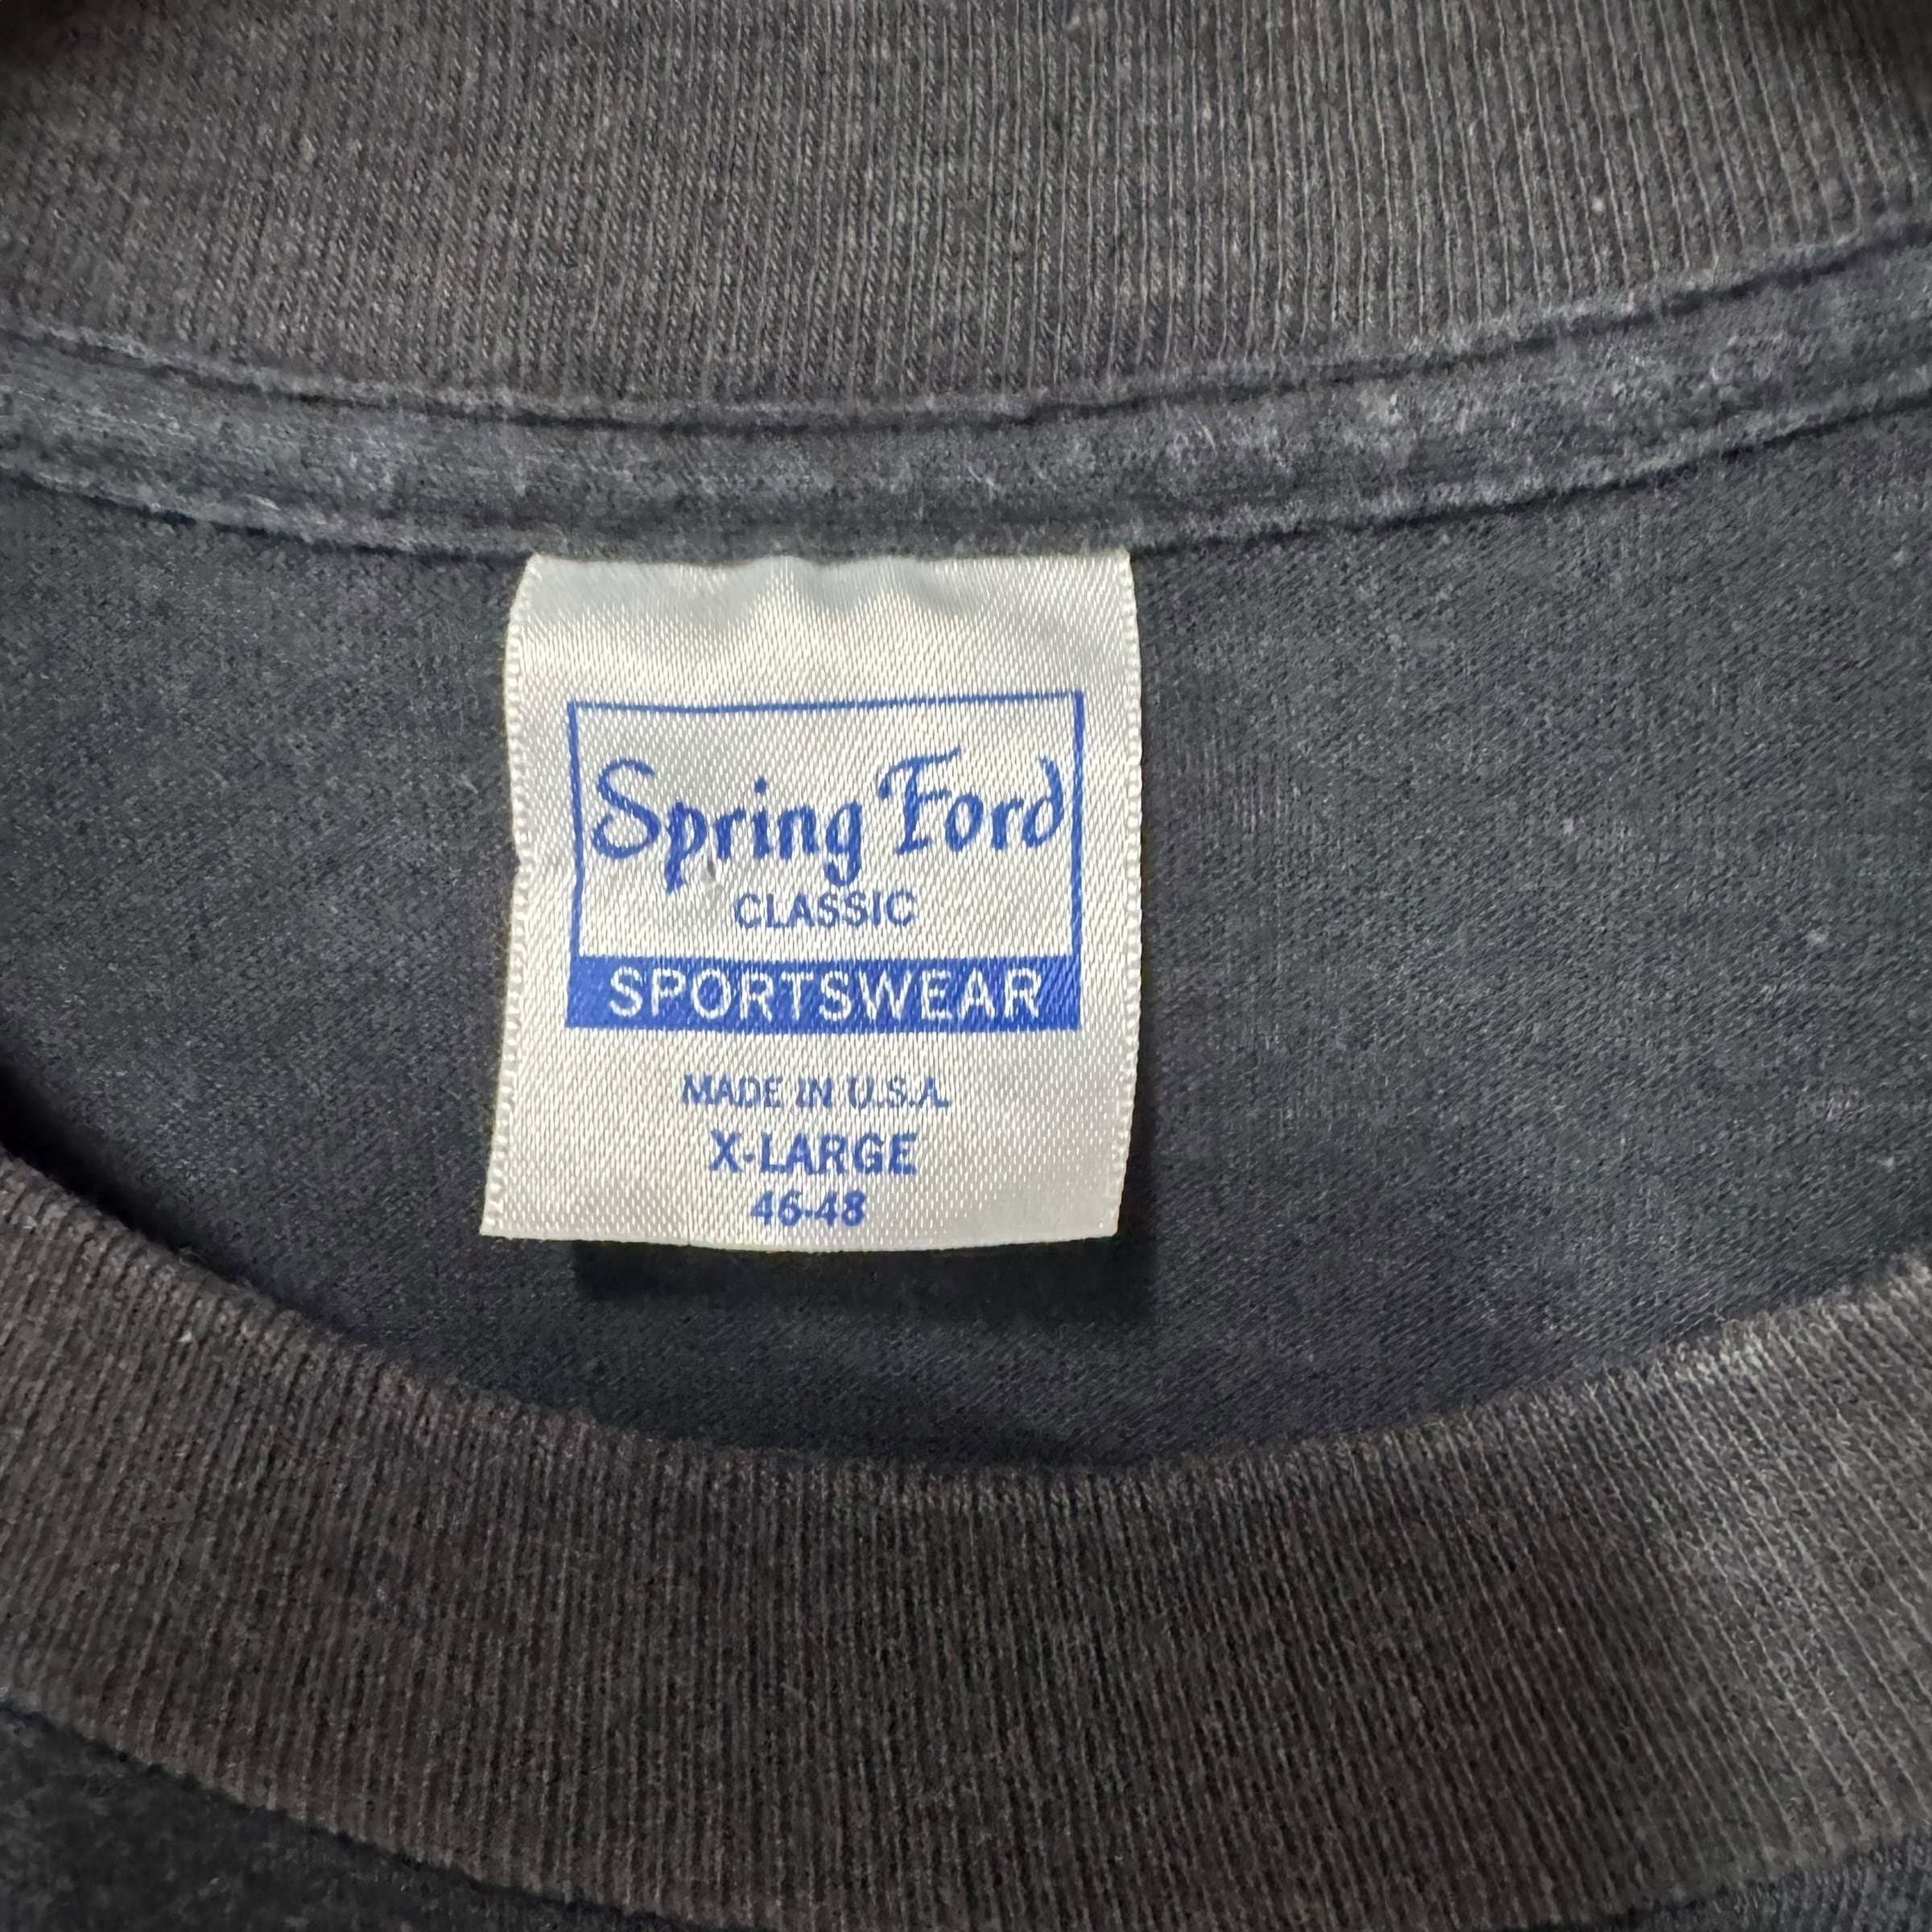 Spring Ford
CLASSIC
SPORTSWEAR
MADE IN U.S.A.
X-LARGE
46-48